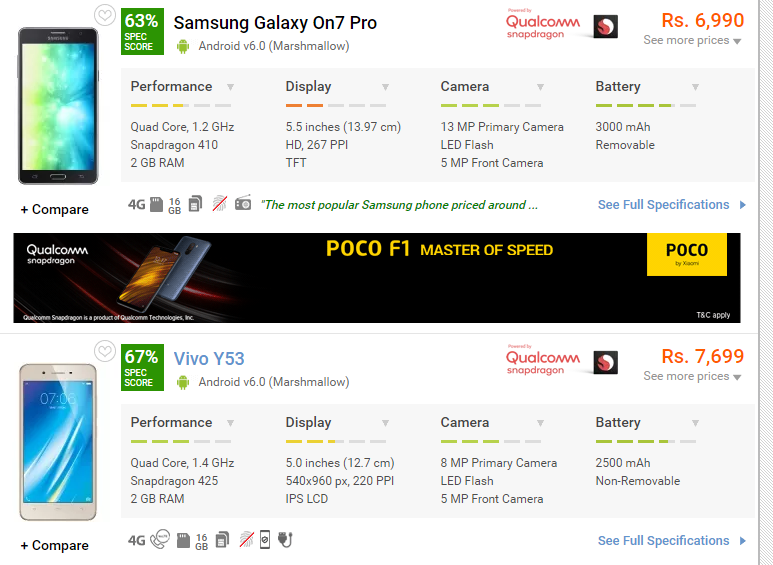 63%
SPEC
SCORE
Samsung Galaxy On7 Pro
Android v6.0 (Marshmallow)
Powered by
Qualcomm
snapdragon
Rs. 6,990
See more prices
Performance
Quad Core, 1.2 GHz
Snapdragon 410
2 GB RAM
Display
5.5 inches (13.97 cm)
HD, 267 PPI
TFT
Camera
13 MP Primary Camera
LED Flash
5 MP Front Camera
Battery
3000 mAh
Removable
+ Compare
4G
16
GB
"The most popular Samsung phone priced around ...
See Full Specifications
Qualcomm
snapdragon
POCO F1 MASTER OF SPEED
POCO
by Xiaomi
Qualcomm Snapdragon is a product of Qualcomm Technologies, Inc.
T&C apply
07:06
67%
SPEC
SCORE
Vivo Y53
Android v6.0 (Marshmallow)
Powered by
Qualcomm
snapdragon
Rs. 7,699
See more prices
Performance
Quad Core, 1.4 GHz
Snapdragon 425
2 GB RAM
Display
5.0 inches (12.7 cm)
540x960 px, 220 PPI
IPS LCD
Camera
8 MP Primary Camera
LED Flash
5 MP Front Camera
Battery
2500 mAh
Non-Removable
+ Compare
4G
16
GB
See Full Specifications